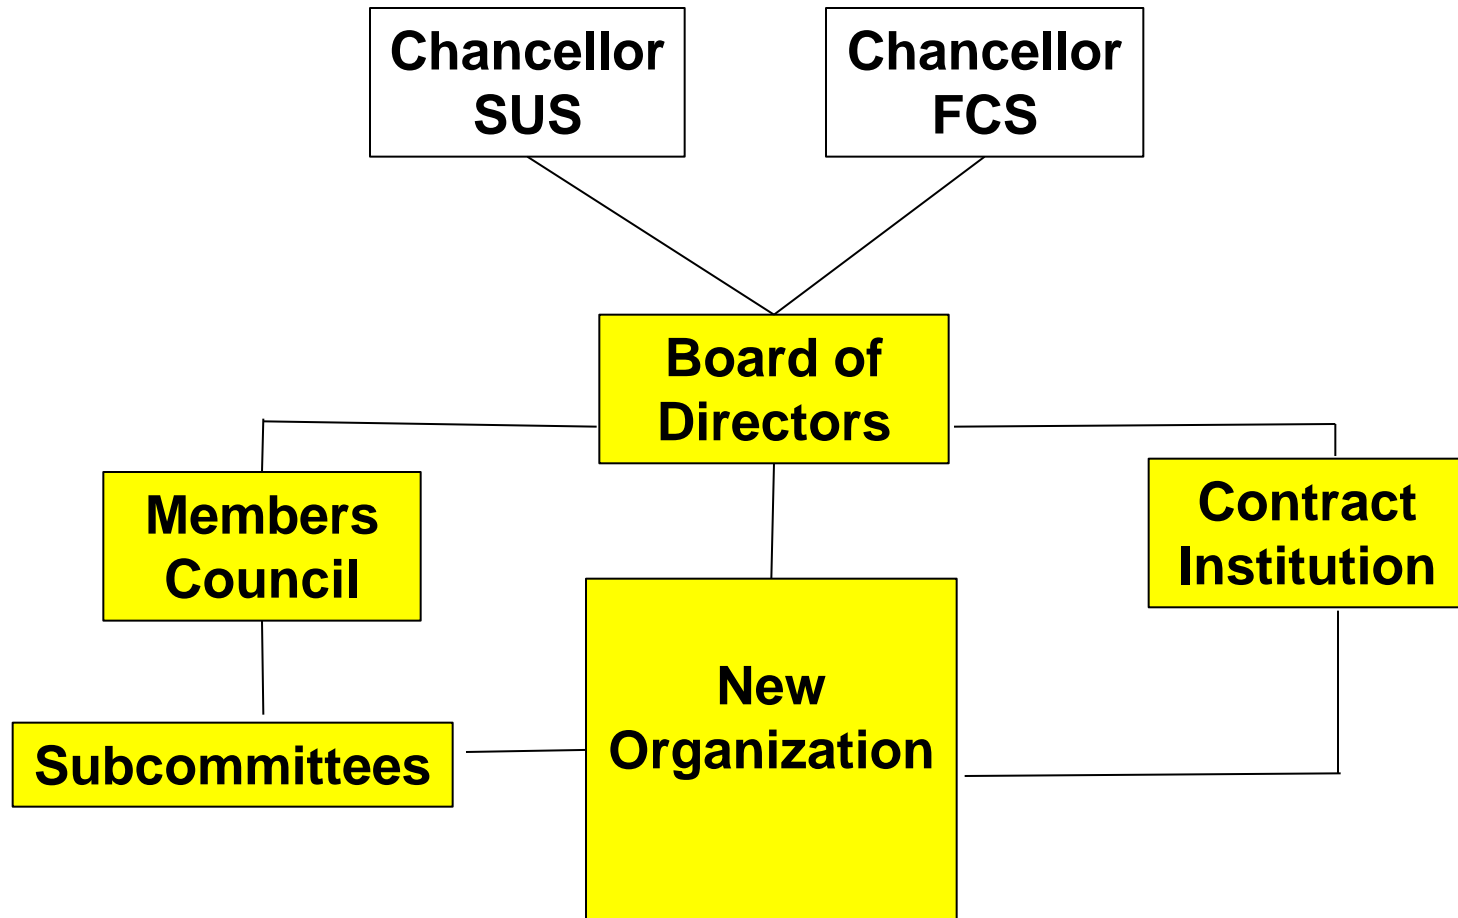 Chancellor
SUS
Chancellor
FCS
Board of
Directors
Members
Council
Contract
Institution
New
Organization
Subcommittees